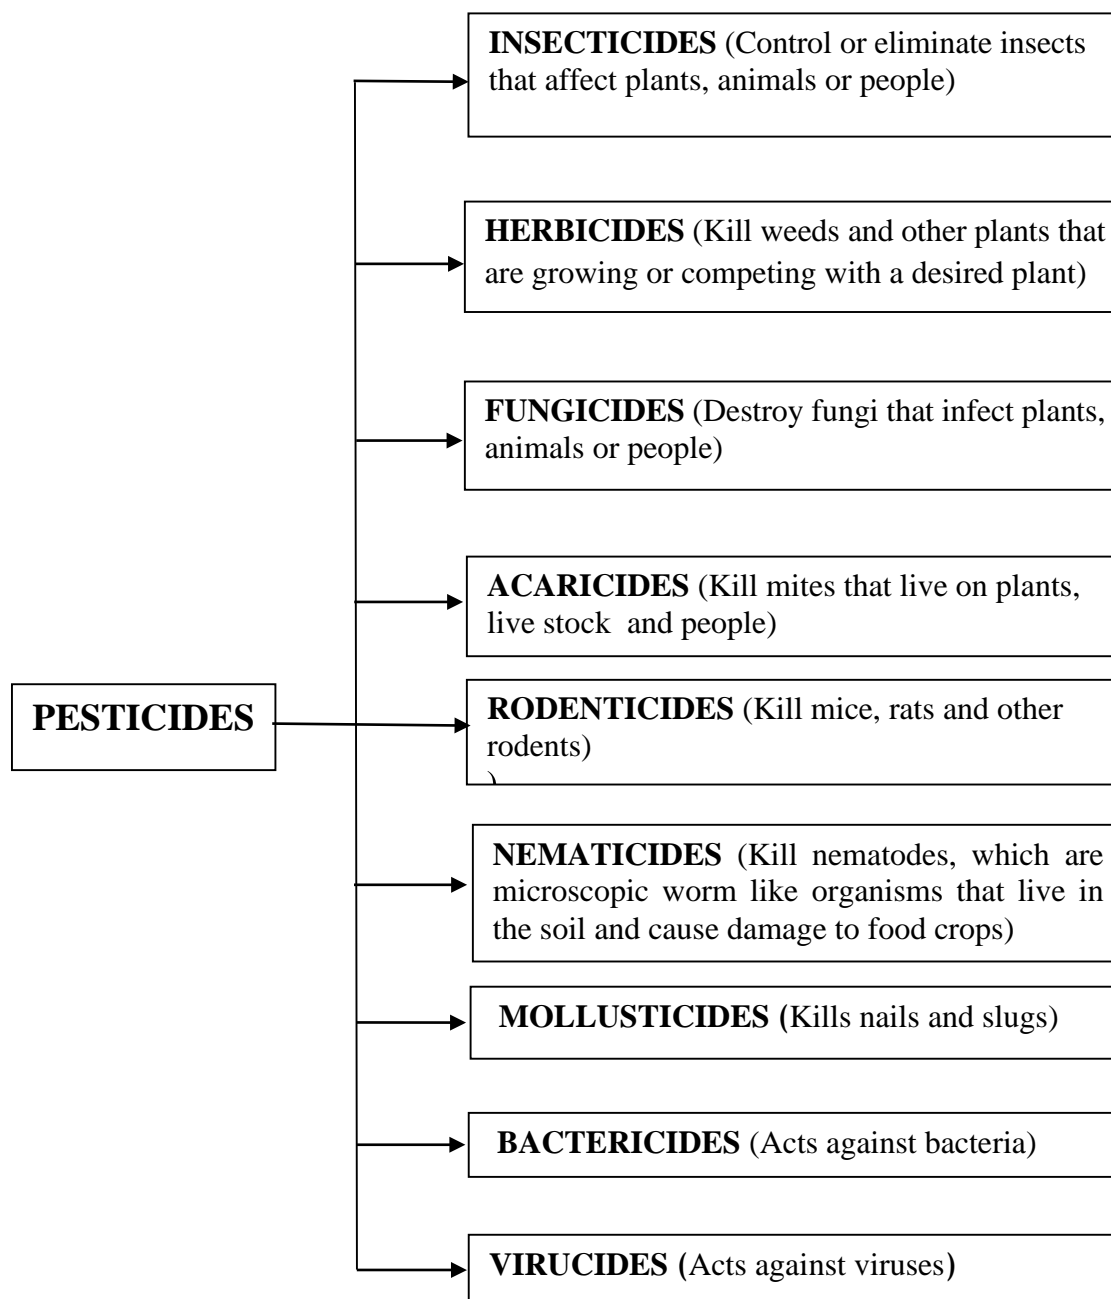 INSECTICIDES (Control or eliminate insects
that affect plants, animals or people)
HERBICIDES (Kill weeds and other plants that
are growing or competing with a desired plant)
FUNGICIDES (Destroy fungi that infect plants,
animals or people)
ACARICIDES (Kill mites that live on plants,
live stock and people)
PESTICIDES
RODENTICIDES (Kill mice, rats and other
rodents)
)
NEMATICIDES (Kill nematodes, which are
microscopic worm like organisms that live in
the soil and cause damage to food crops)
MOLLUSTICIDES (Kills nails and slugs)
BACTERICIDES (Acts against bacteria)
VIRUCIDES (Acts against viruses)